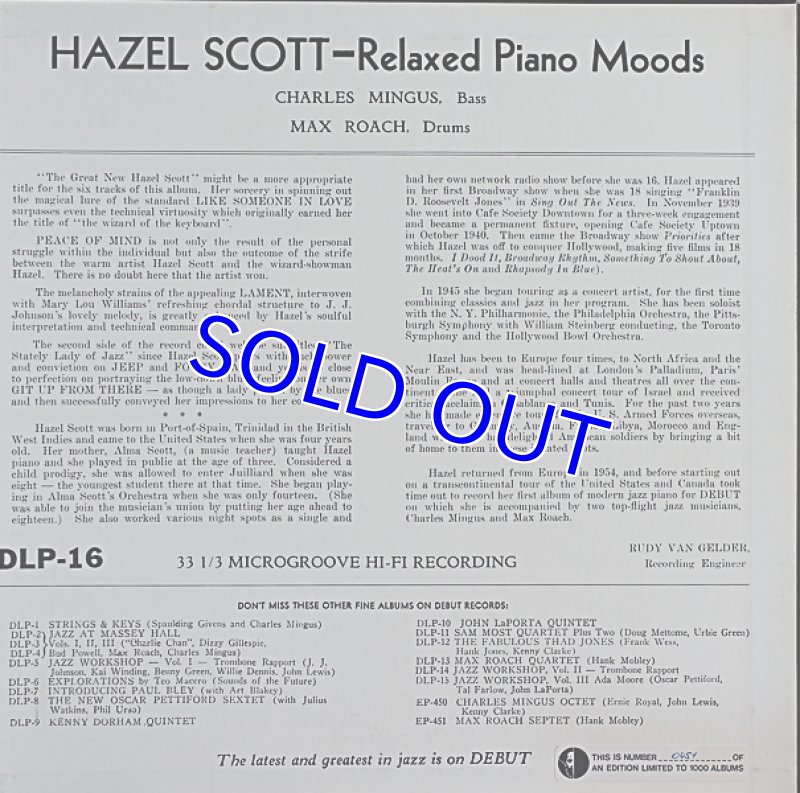 HAZEL SCOTT—Relaxed Piano Moods
CHARLES MINGUS, Bass
MAX ROACH, Drums
"The Great New Hazel Scott" might be a more appropriate
title for the six tracks of this album. Her sorcery in spinning out
the magical lure of the standard LIKE SOMEONE IN LOVE
surpasses even the technical virtuosity which originally earned her
the title of "the wizard of the keyboard".
PEACE OF MIND is not only the result of the personal
struggle within the individual but also the outcome of the strife
between the warm artist Hazel Scott and the wizard-showman
Hazel. There is no doubt here that the artist won.
The melancholy strains of the appealing LAMENT, interwoven
with Mary Lou Williams' refreshing chordal structure to J. J.
Johnson's lovely melody, is greatly by Hazel's soulful
interpretation and technical
The second side of the record "The
Stately Lady of Jazz" since Hazel power
and conviction on JEEP and close
to perfection on portraying the own
GIT UP FROM THERE — as though a lady blues
and then successfully conveyed her impressions to her
* * *
Hazel Scott was born in Port-of-Spain, Trinidad in the British
West Indies and came to the United States when she was four years
old. Her mother, Alma Scott, (a music teacher) taught Hazel
piano and she played in public at the age of three. Considered a
child prodigy, she was allowed to enter Juilliard when she was
eight — the youngest student there at that time. She began play-
ing in Alma Scott's Orchestra when she was only fourteen. (She
was able to join the musician's union by putting her age ahead to
eighteen.) She also worked various night spots as a single and
had her own network radio show before she was 16. Hazel appeared
in her first Broadway show when she was 18 singing "Franklin
D. Roosevelt Jones" in Sing Out The News. In November 1939
she went into Cafe Society Downtown for a three-week engagement
and became a permanent fixture, opening Cafe Society Uptown
in October 1940. Then came the Broadway show Priorities after
which Hazel was off to conquer Hollywood, making five films in 18
months. I Dood It, Broadway Rhythm, Something To Shout About,
The Heat's On and Rhapsody In Blue).
In 1945 she began touring as a concert artist, for the first time
combining classics and jazz in her program. She has been soloist
with the N. Y. Philharmonic, the Philadelphia Orchestra, the Pitts-
burgh Symphony with William Steinberg conducting, the Toronto
Symphony and the Hollywood Bowl Orchestra.
Hazel has been to Europe four times, to North Africa and the
Near East, and was head-lined at London's Palladium, Paris'
Moulin and at concert halls and theatres all over the con-
triumphal concert tour of Israel and received
critical acclaim Casablanca and Tunis. For the past two years
she made U. S. Armed Forces overseas,
Libya, Morocco and Eng-
land American soldiers by bringing a bit
of home to them in
Hazel returned from Europe in 1954, and before starting out
on a transcontinental tour of the United States and Canada took
time out to record her first album of modern jazz piano for DEBUT
on which she is accompanied by two top-flight jazz musicians,
Charles Mingus and Max Roach.
SOLD OUT
RUDY VAN GELDER,
Recording Engineer
DLP-16
33 1/3 MICROGROOVE HI-FI RECORDING
DON'T MISS THESE OTHER FINE ALBUMS ON DEBUT RECORDS:
DLP-1 STRINGS & KEYS (Spaulding Givens and Charles Mingus)
DLP-2 JAZZ AT MASSEY HALL
DLP-3 Vols. I, II, III ("Charlie Chan", Dizzy Gillespie,
DLP-4 Bud Powell, Max Roach, Charles Mingus)
DLP-5 JAZZ WORKSHOP — Vol. I — Trombone Rapport (J. J.
Johnson, Kai Winding, Benny Green, Willie Dennis, John Lewis)
DLP-6 EXPLORATIONS by Teo Macero (Sounds of the Future)
DLP-7 INTRODUCING PAUL BLEY (with Art Blakey)
DLP-8 THE NEW OSCAR PETTIFORD SEXTET (with Julius
Watkins, Phil Urso)
DLP-9 KENNY DORHAM QUINTET
DLP-10 JOHN LaPORTA QUINTET
DLP-11 SAM MOST QUARTET Plus Two (Doug Mettome, Urbie Green)
DLP-12 THE FABULOUS THAD JONES (Frank Wess,
Hank Jones, Kenny Clarke)
DLP-13 MAX ROACH QUARTET (Hank Mobley)
DLP-14 JAZZ WORKSHOP, Vol. II — Trombone Rapport
DLP-15 JAZZ WORKSHOP, Vol. III Ada Moore (Oscar Pettiford,
Tal Farlow, John LaPorta)
EP-450 CHARLES MINGUS OCTET (Ernie Royal, John Lewis,
Kenny Clarke)
EP-451 MAX ROACH SEPTET (Hank Mobley)
The latest and greatest in jazz is on DEBUT
THIS IS NUMBER OF
AN EDITION LIMITED TO 1000 ALBUMS